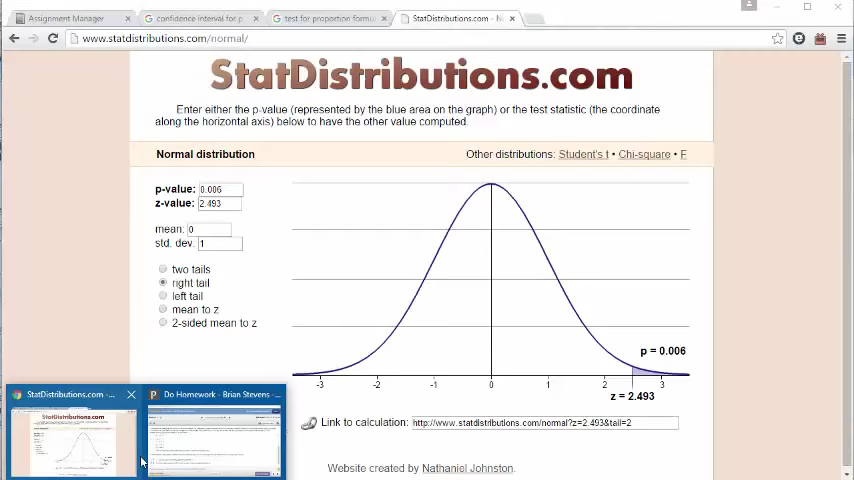 Assignment Manager
confidence interval for p
test for proportion formul
StatDistributions.com - N
www.statdistributions.com/normal/
StatDistributions.com
Enter either the p-value (represented by the blue area on the graph) or the test statistic (the coordinate
along the horizontal axis) below to have the other value computed.
Normal distribution
Other distributions: Student's t • Chi-square • F
p-value: 0.006
z-value: 2.493
mean: 0
std. dev. 1
two tails
right tail
left tail
mean to z
2-sided mean to z
p = 0.006
-3 -2 -1 0 1 2 3
z = 2.493
StatDistributions.com - ...
Do Homework - Brian Stevens - ...
Link to calculation: http://www.statdistributions.com/normal?z=2.493&tail=2
Website created by Nathaniel Johnston.